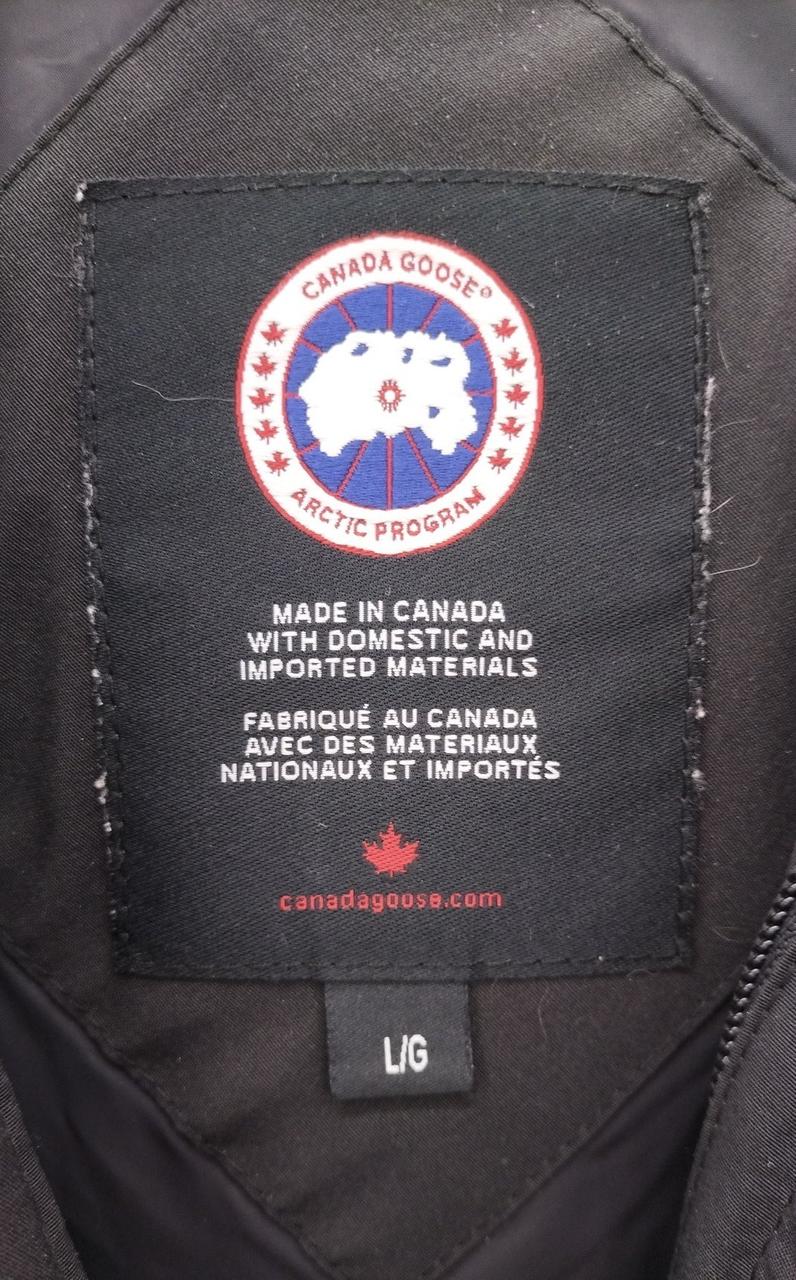 CANADA GOOSE®
ARCTIC PROGRAM
MADE IN CANADA
WITH DOMESTIC AND
IMPORTED MATERIALS
FABRIQUÉ AU CANADA
AVEC DES MATERIAUX
NATIONAUX ET IMPORTÉS
canadagoose.com
L/G